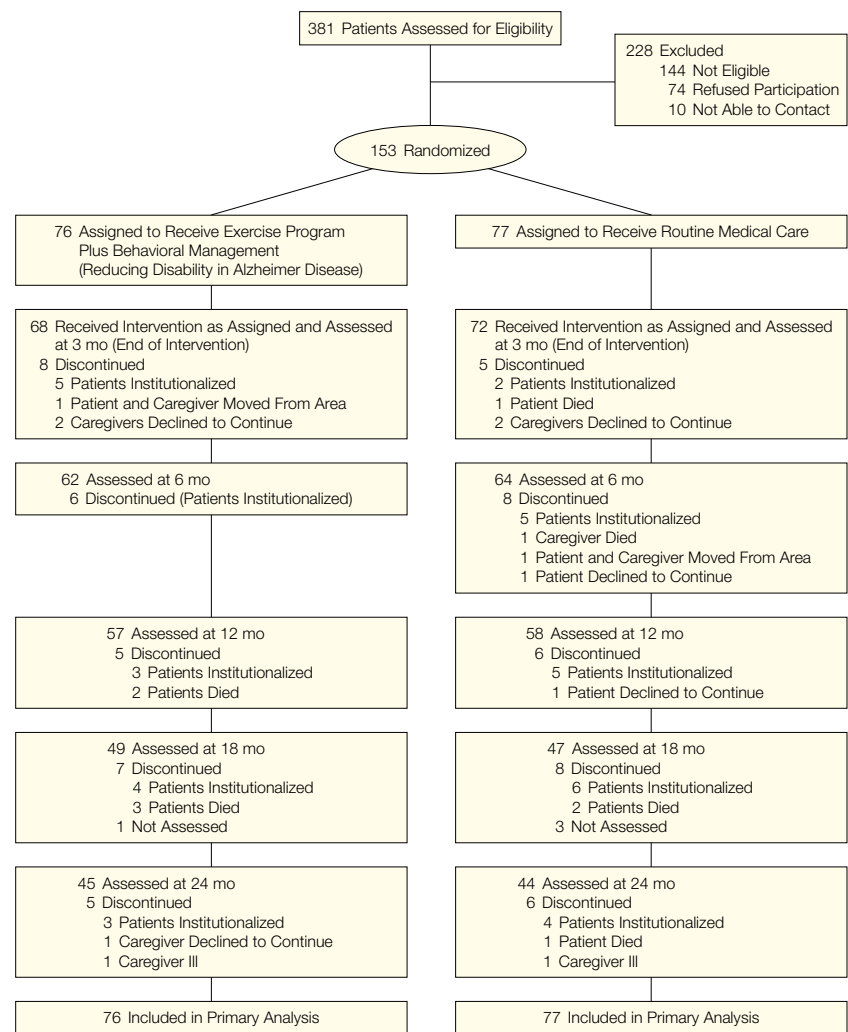 381 Patients Assessed for Eligibility
228 Excluded
144 Not Eligible
74 Refused Participation
10 Not Able to Contact
153 Randomized
76 Assigned to Receive Exercise Program
Plus Behavioral Management
(Reducing Disability in Alzheimer Disease)
77 Assigned to Receive Routine Medical Care
68 Received Intervention as Assigned and Assessed
at 3 mo (End of Intervention)
8 Discontinued
5 Patients Institutionalized
1 Patient and Caregiver Moved From Area
2 Caregivers Declined to Continue
72 Received Intervention as Assigned and Assessed
at 3 mo (End of Intervention)
5 Discontinued
2 Patients Institutionalized
1 Patient Died
2 Caregivers Declined to Continue
62 Assessed at 6 mo
6 Discontinued (Patients Institutionalized)
64 Assessed at 6 mo
8 Discontinued
5 Patients Institutionalized
1 Caregiver Died
1 Patient and Caregiver Moved From Area
1 Patient Declined to Continue
57 Assessed at 12 mo
5 Discontinued
3 Patients Institutionalized
2 Patients Died
58 Assessed at 12 mo
6 Discontinued
5 Patients Institutionalized
1 Patient Declined to Continue
49 Assessed at 18 mo
7 Discontinued
4 Patients Institutionalized
3 Patients Died
1 Not Assessed
47 Assessed at 18 mo
8 Discontinued
6 Patients Institutionalized
2 Patients Died
3 Not Assessed
45 Assessed at 24 mo
5 Discontinued
3 Patients Institutionalized
1 Caregiver Declined to Continue
1 Caregiver Ill
44 Assessed at 24 mo
6 Discontinued
4 Patients Institutionalized
1 Patient Died
1 Caregiver Ill
76 Included in Primary Analysis
77 Included in Primary Analysis